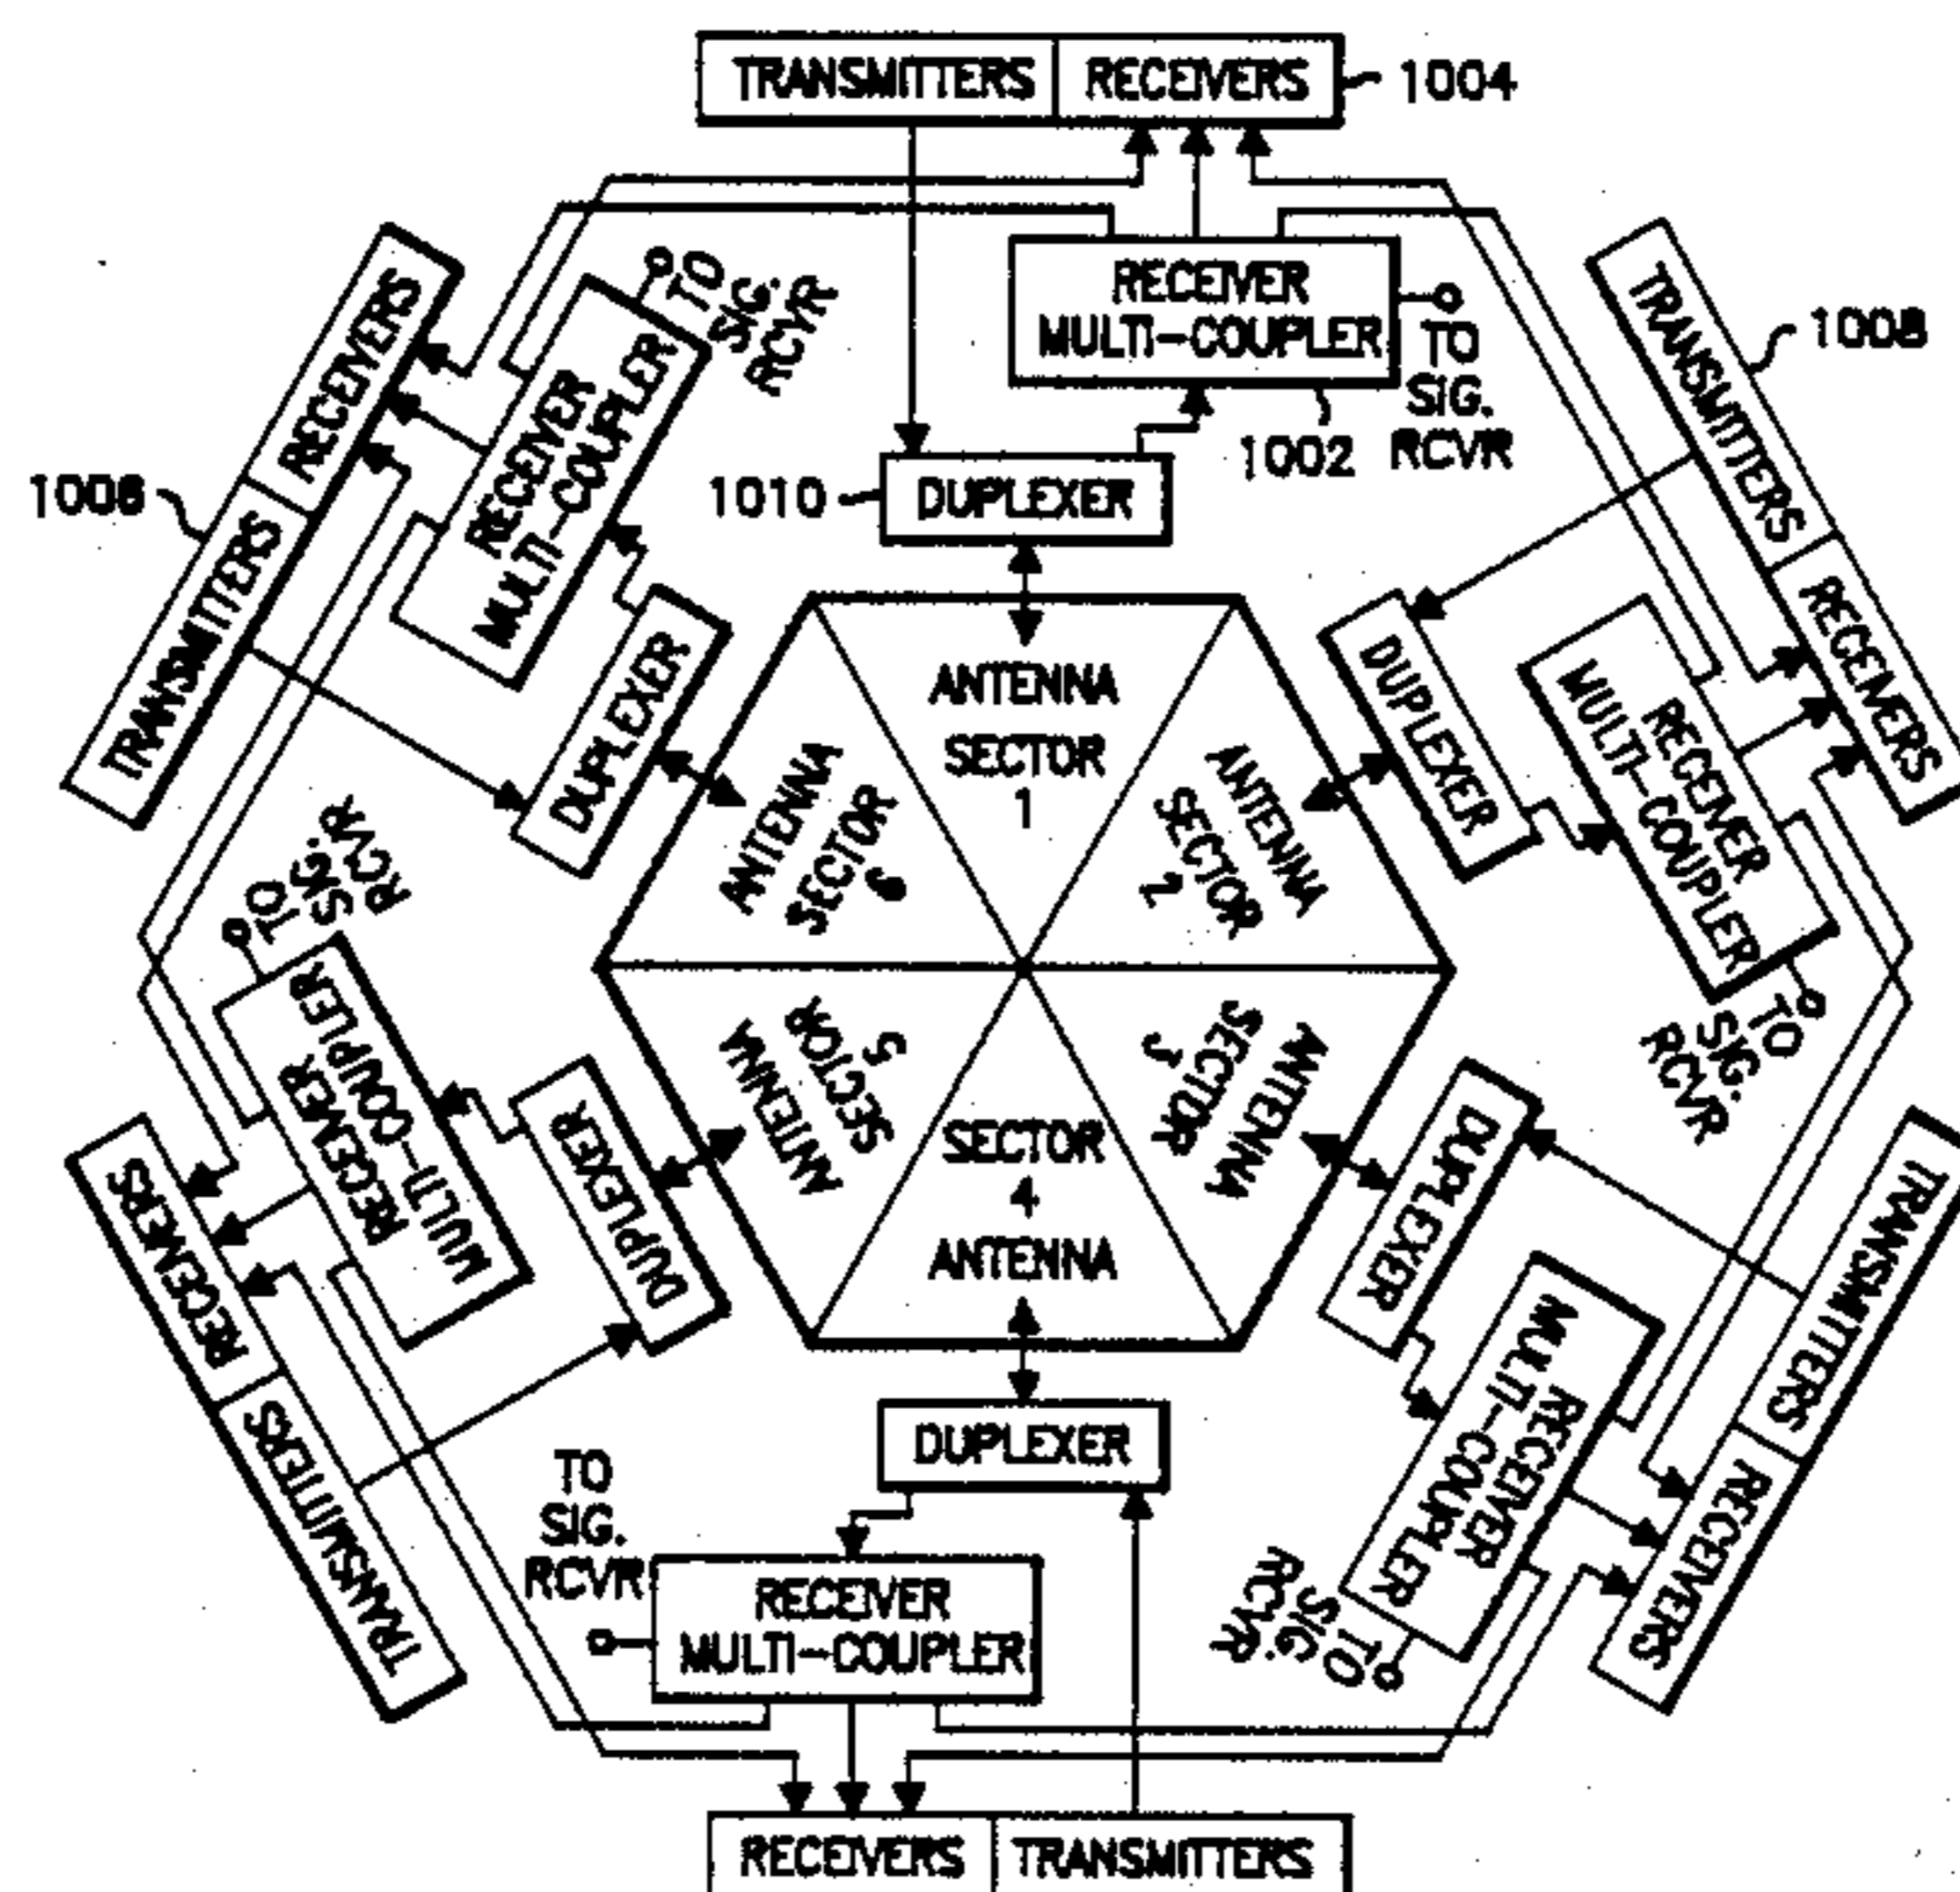 TRANSMITTERS
RECEIVERS
1004
RECEIVER
MULTI-COUPLER
TO
SIG.
RCVR
1002
1010
DUPLEXER
ANTENNA
SECTOR
1
TRANSMITTERS
RECEIVERS
1008
DUPLEXER
RECEIVER
MULTI-COUPLER
TO
SIG.
RCVR
ANTENNA
SECTOR
2
TRANSMITTERS
RECEIVERS
DUPLEXER
RECEIVER
MULTI-COUPLER
TO
SIG.
RCVR
ANTENNA
SECTOR
3
SECTOR
4
ANTENNA
DUPLEXER
TO
SIG.
RCVR
RECEIVER
MULTI-COUPLER
RECEIVERS
TRANSMITTERS
ANTENNA
SECTOR
5
DUPLEXER
RECEIVER
MULTI-COUPLER
TO
SIG.
RCVR
RECEIVERS
TRANSMITTERS
ANTENNA
SECTOR
6
DUPLEXER
RECEIVER
MULTI-COUPLER
TO
SIG.
RCVR
RECEIVERS
TRANSMITTERS